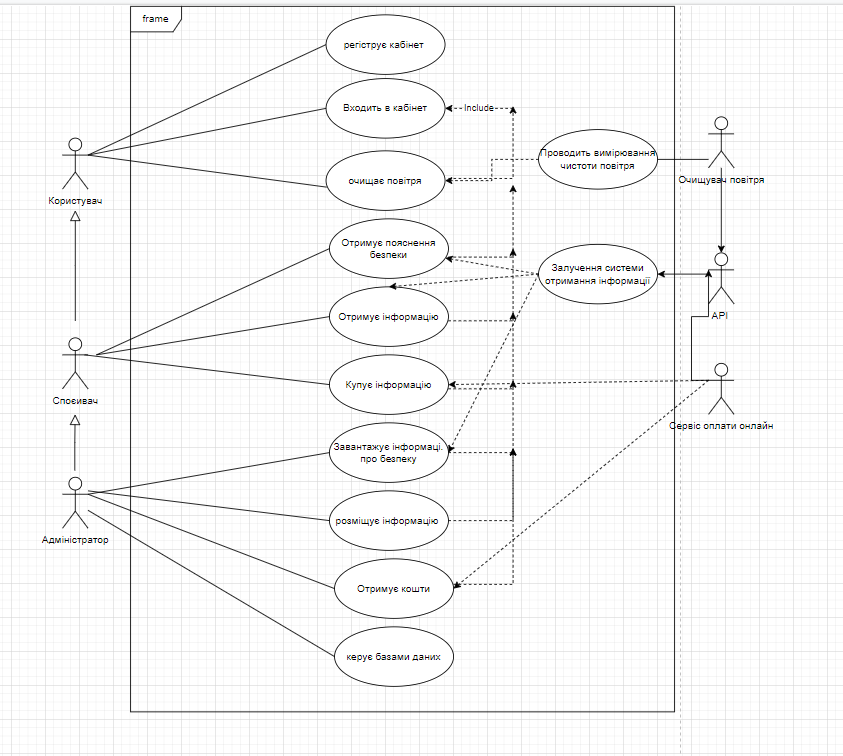 frame
регіструє кабінет
Входить в кабінет
Include
очищає повітря
Проводить вимірювання
чистоти повітря
Очищувач повітря
Користувач
Отримує пояснення
безпеки
Залучення системи
отримання інформації
Отримує інформацію
API
Купує інформацію
Споєивач
Сервіс оплати онлайн
Завантажує інформаці.
про безпеку
розміщує інформацію
Адміністратор
Отримує кошти
керує базами даних